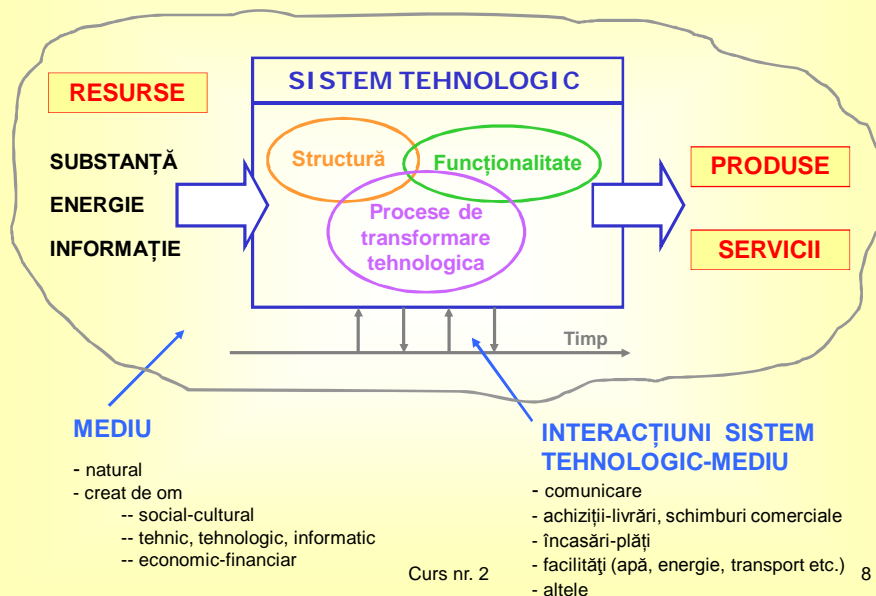 SISTEM TEHNOLOGIC
RESURSE
SUBSTANȚĂ
ENERGIE
INFORMAȚIE
Structură
Funcționalitate
Procese de
transformare
tehnologica
PRODUSE
SERVICII
Timp
MEDIU
- natural
- creat de om
-- social-cultural
-- tehnic, tehnologic, informatic
-- economic-financiar
INTERACȚIUNI SISTEM
TEHNOLOGIC-MEDIU
- comunicare
- achiziții-livrări, schimburi comerciale
- încasări-plăți
- facilităţi (apă, energie, transport etc.)
- altele
Curs nr. 2
8